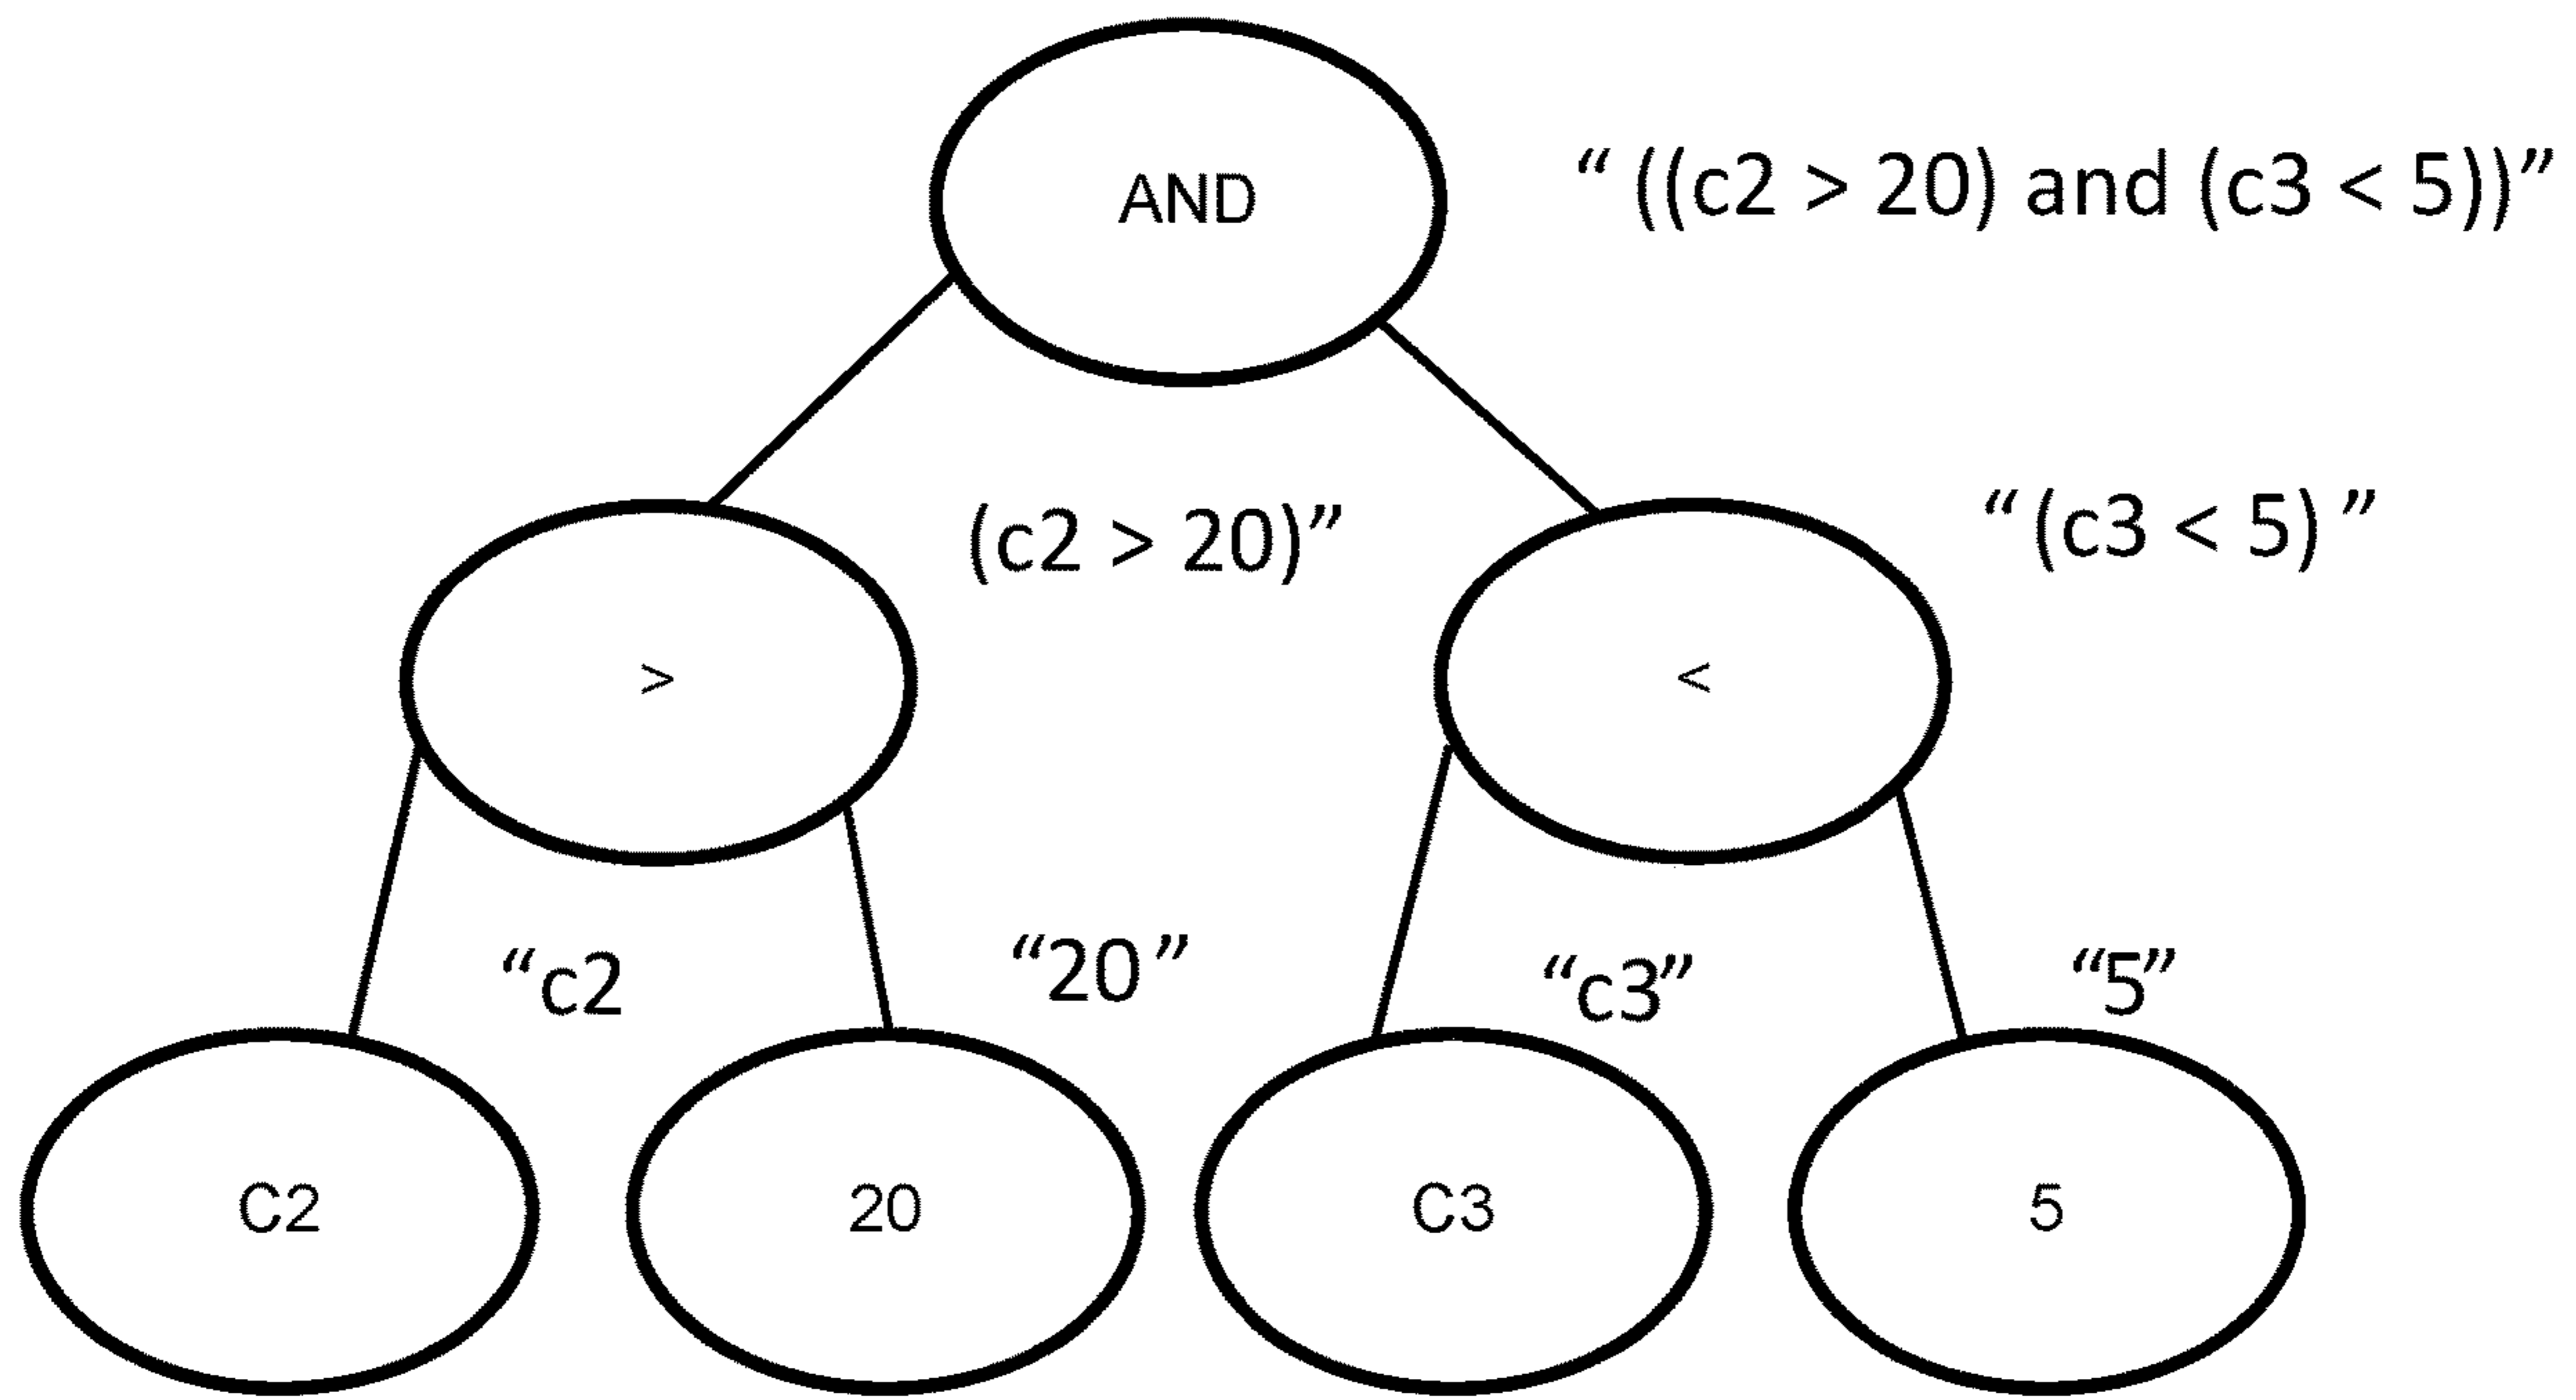 AND
“ ((c2 > 20) and (c3 < 5))”
(c2 > 20)”
“ (c3 < 5) ”
>
<
“c2
“20”
“c3”
“5”
C2
20
C3
5